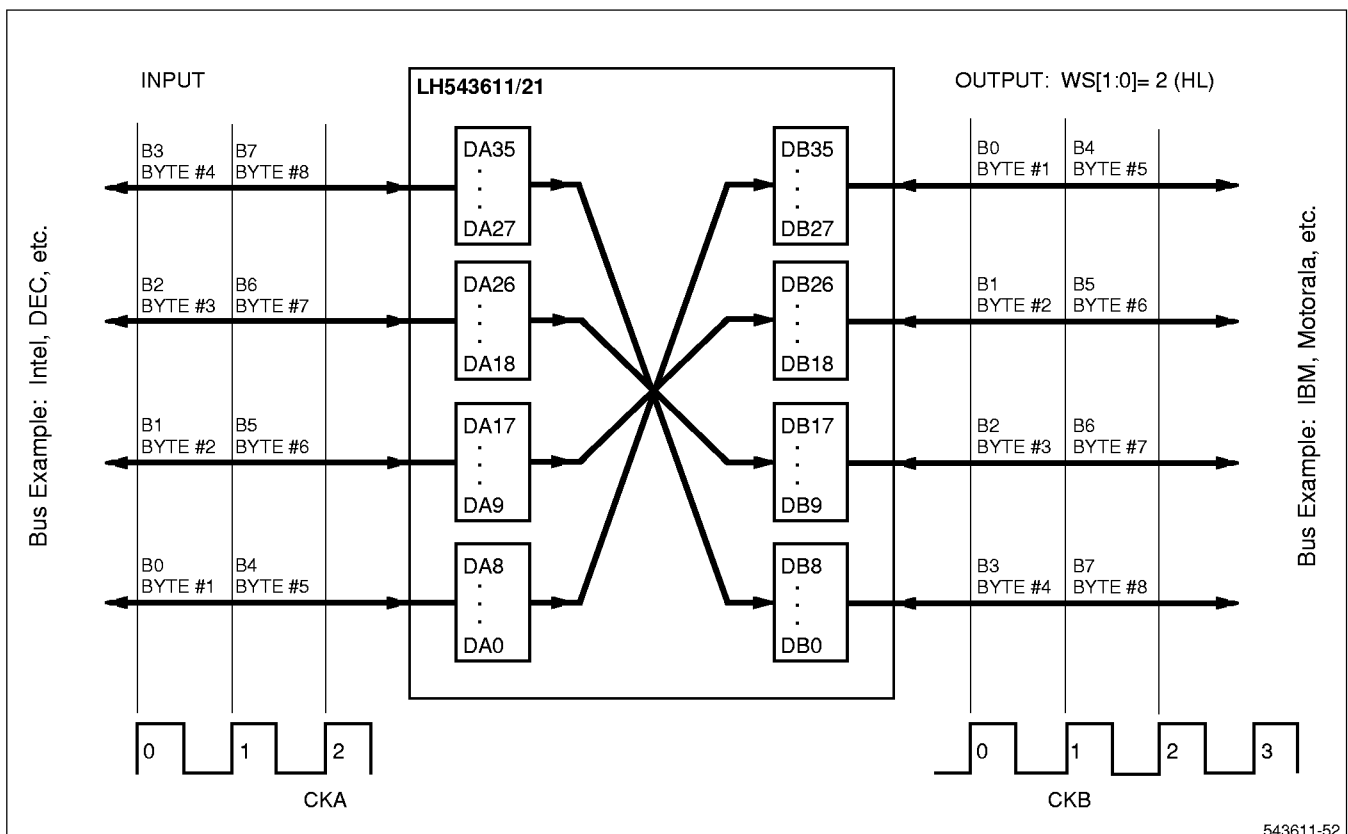 INPUT
LH543611/21
OUTPUT: WS[1:0]= 2 (HL)
Bus Example: Intel, DEC, etc.
B3
BYTE #4
B7
BYTE #8
B2
BYTE #3
B6
BYTE #7
B1
BYTE #2
B5
BYTE #6
B0
BYTE #1
B4
BYTE #5
DA35
.
.
.
DA27
DA26
.
.
.
DA18
DA17
.
.
.
DA9
DA8
.
.
.
DA0
DB35
.
.
.
DB27
DB26
.
.
.
DB18
DB17
.
.
.
DB9
DB8
.
.
.
DB0
B0
BYTE #1
B4
BYTE #5
B1
BYTE #2
B5
BYTE #6
B2
BYTE #3
B6
BYTE #7
B3
BYTE #4
B7
BYTE #8
Bus Example: IBM, Motorala, etc.
0 1 2
CKA
0 1 2 3
CKB
543611-52